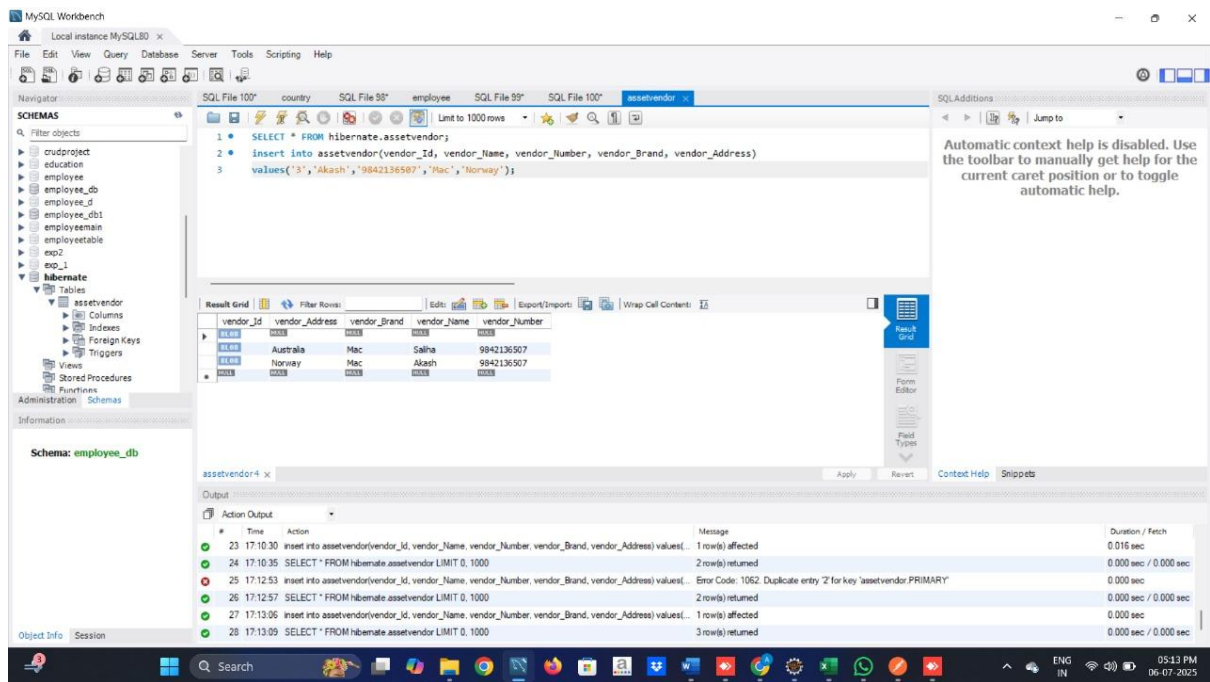 MySQL Workbench
Local instance MySQL80 ×
File Edit View Query Database Server Tools Scripting Help
Navigator
SCHEMAS
Filter objects
crudproject
education
employee
employee_db
employee_d
employee_db1
employeemain
employeetable
exp2
exp_1
hibernate
Tables
assetvendor
Columns
Indexes
Foreign Keys
Triggers
Views
Stored Procedures
Functions
Administration Schemas
Information
Schema: employee_db
Object Info Session
SQL File 100* country SQL File 98* employee SQL File 99* SQL File 100* assetvendor ×
Limit to 1000 rows
1 SELECT * FROM hibernate.assetvendor;
2 insert into assetvendor(vendor_Id, vendor_Name, vendor_Number, vendor_Brand, vendor_Address)
3 values('3','Akash','9842136507','Mac','Norway');
Result Grid Filter Rows: Edit: Export/Import: Wrap Cell Content:
vendor_Id vendor_Address vendor_Brand vendor_Name vendor_Number
BLOB NULL NULL NULL NULL
BLOB Australia Mac Saliha 9842136507
BLOB Norway Mac Akash 9842136507
NULL NULL NULL NULL NULL
Result Grid
Form Editor
Field Types
assetvendor 4 × Apply Revert
SQLAdditions
Jump to
Automatic context help is disabled. Use
the toolbar to manually get help for the
current caret position or to toggle
automatic help.
Context Help Snippets
Output
Action Output
# Time Action Message Duration / Fetch
23 17:10:30 insert into assetvendor(vendor_Id, vendor_Name, vendor_Number, vendor_Brand, vendor_Address) values(... 1 row(s) affected 0.016 sec
24 17:10:35 SELECT * FROM hibernate.assetvendor LIMIT 0, 1000 2 row(s) returned 0.000 sec / 0.000 sec
25 17:12:53 insert into assetvendor(vendor_Id, vendor_Name, vendor_Number, vendor_Brand, vendor_Address) values(... Error Code: 1062. Duplicate entry '2' for key 'assetvendor.PRIMARY' 0.000 sec
26 17:12:57 SELECT * FROM hibernate.assetvendor LIMIT 0, 1000 2 row(s) returned 0.000 sec / 0.000 sec
27 17:13:06 insert into assetvendor(vendor_Id, vendor_Name, vendor_Number, vendor_Brand, vendor_Address) values(... 1 row(s) affected 0.000 sec
28 17:13:09 SELECT * FROM hibernate.assetvendor LIMIT 0, 1000 3 row(s) returned 0.000 sec / 0.000 sec
Search
ENG
IN
05:13 PM
06-07-2025